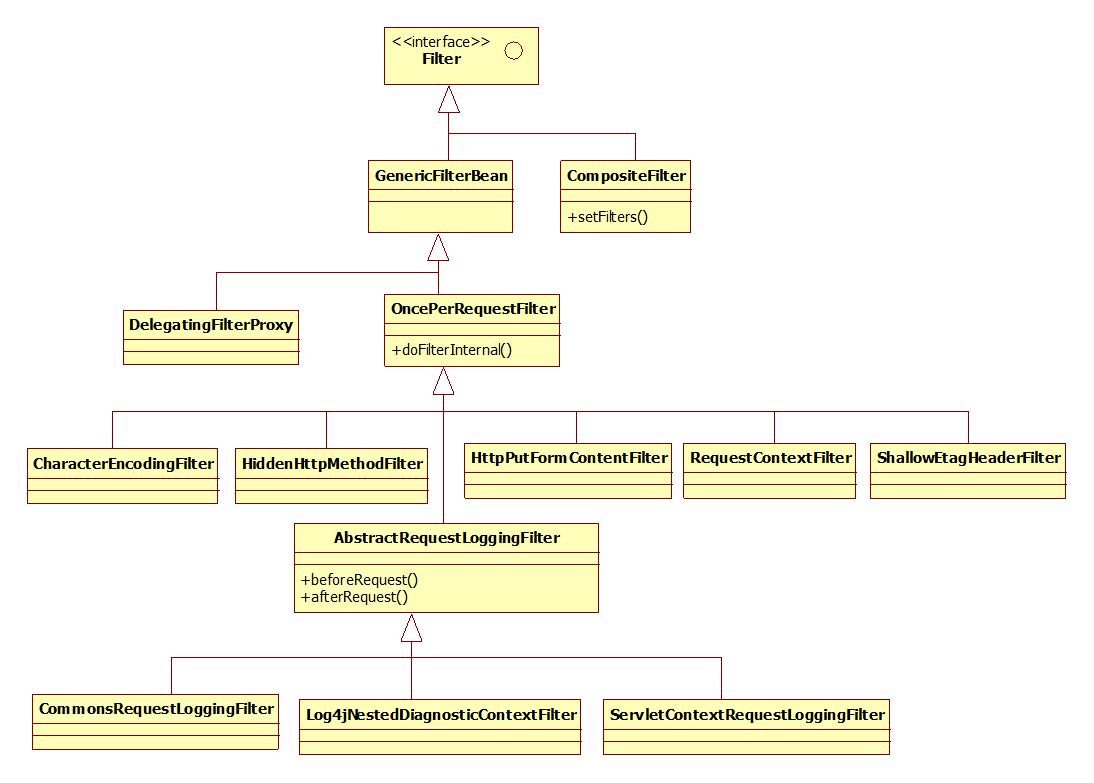 <<interface>>
Filter
GenericFilterBean
CompositeFilter
+setFilters()
DelegatingFilterProxy
OncePerRequestFilter
+doFilterInternal()
CharacterEncodingFilter
HiddenHttpMethodFilter
HttpPutFormContentFilter
RequestContextFilter
ShallowEtagHeaderFilter
AbstractRequestLoggingFilter
+beforeRequest()
+afterRequest()
CommonsRequestLoggingFilter
Log4jNestedDiagnosticContextFilter
ServletContextRequestLoggingFilter